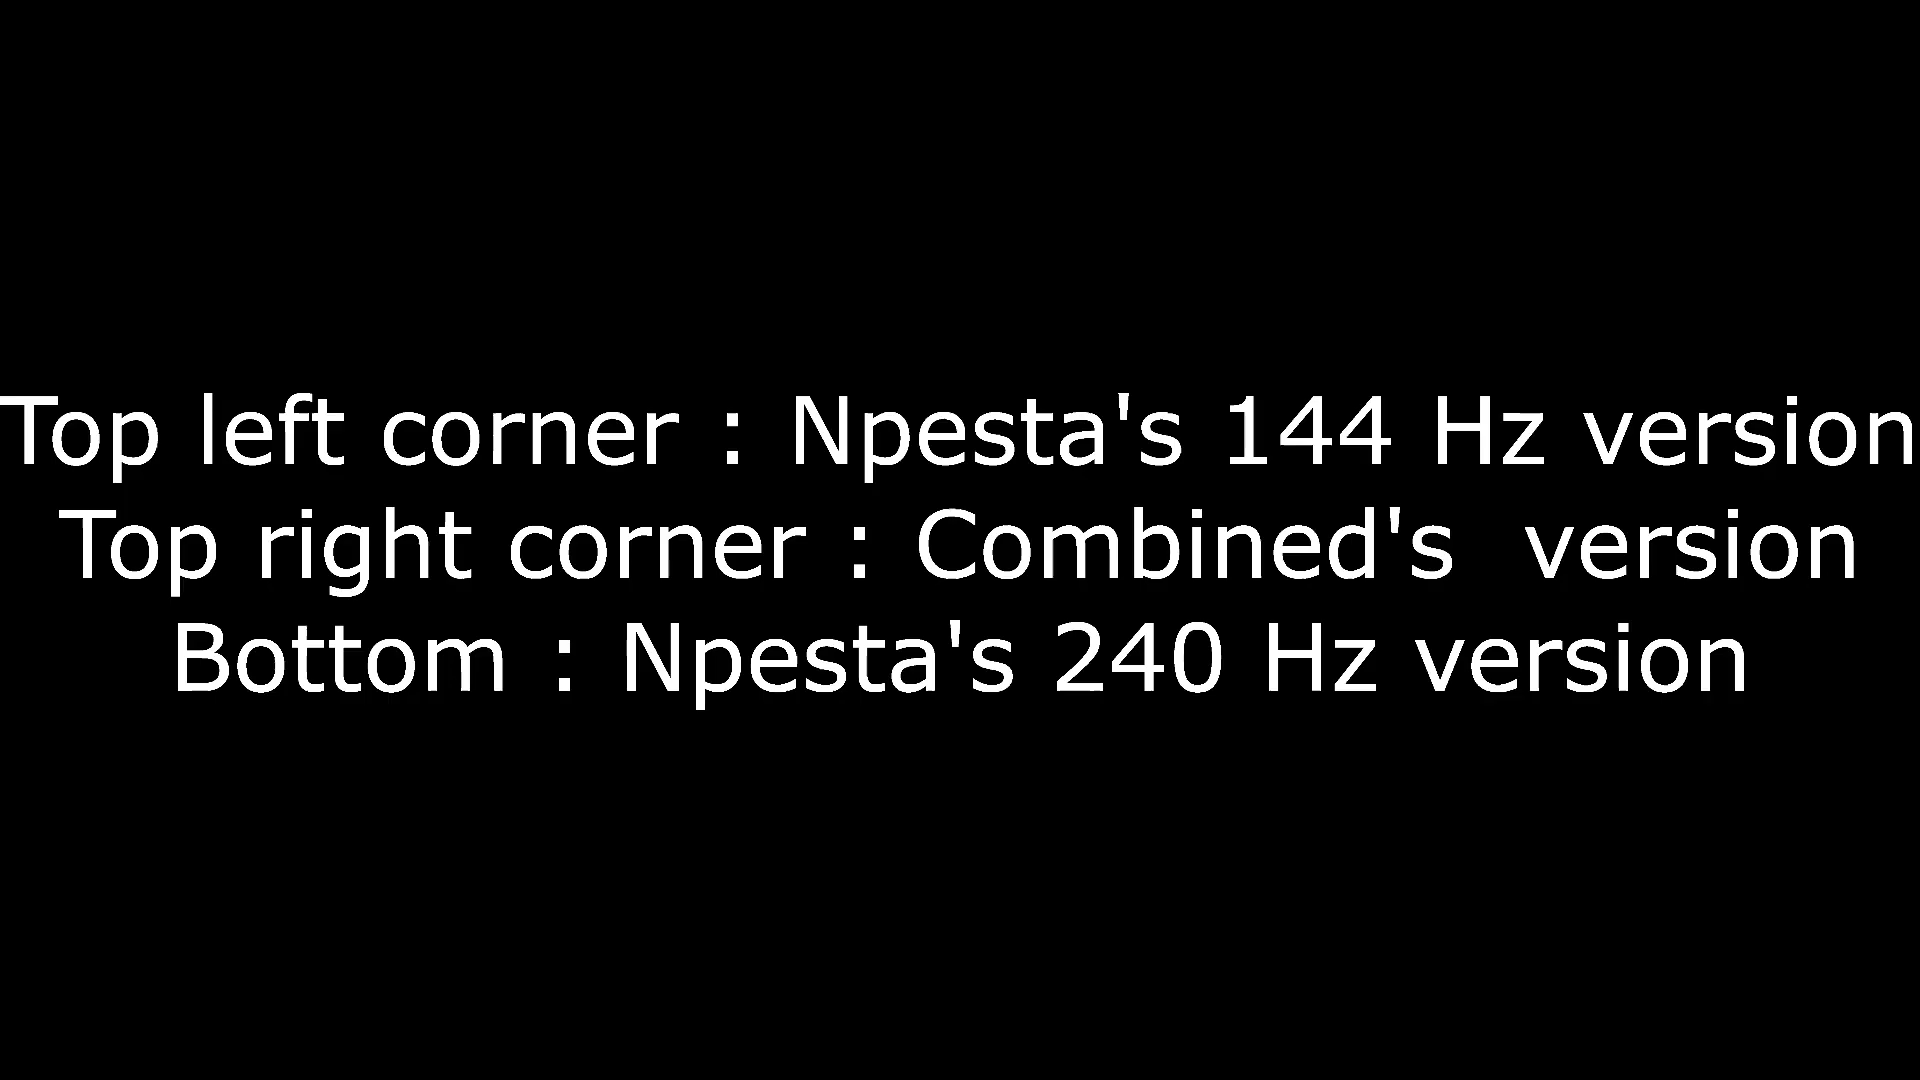 Top left corner : Npesta's 144 Hz version
Top right corner : Combined's  version
Bottom : Npesta's 240 Hz version